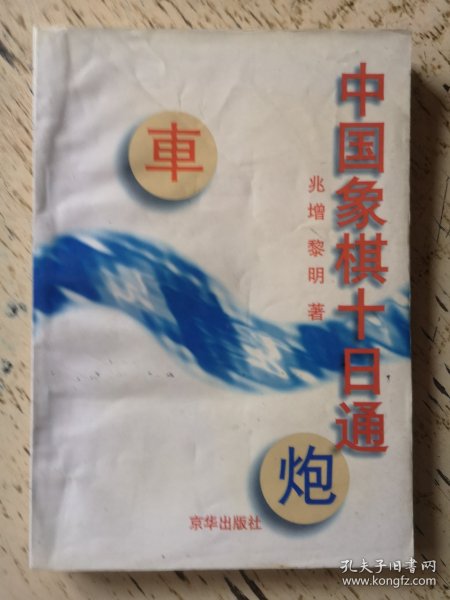 中国象棋十日通
兆增 黎明 著
車
炮
京华出版社
孔夫子旧书网
www.kongfz.com